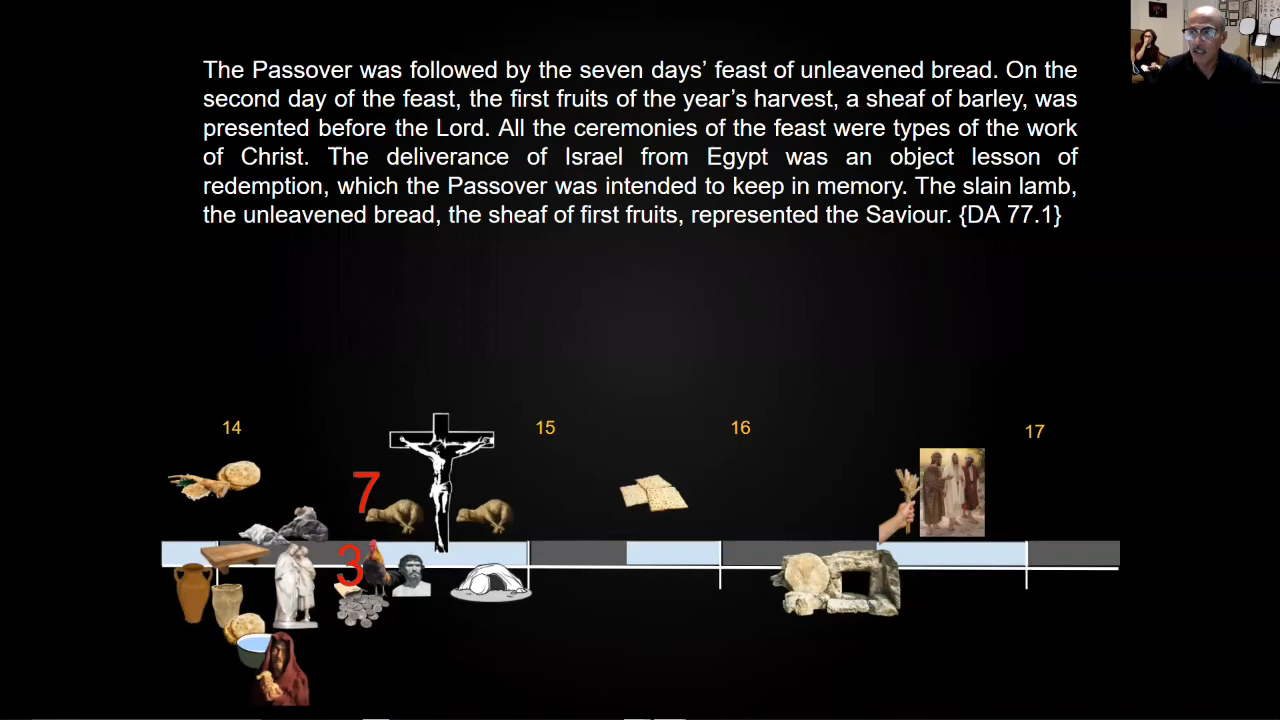 The Passover was followed by the seven days’ feast of unleavened bread. On the
second day of the feast, the first fruits of the year’s harvest, a sheaf of barley, was
presented before the Lord. All the ceremonies of the feast were types of the work
of Christ. The deliverance of Israel from Egypt was an object lesson of
redemption, which the Passover was intended to keep in memory. The slain lamb,
the unleavened bread, the sheaf of first fruits, represented the Saviour. {DA 77.1}
14
15
16
17
7
3